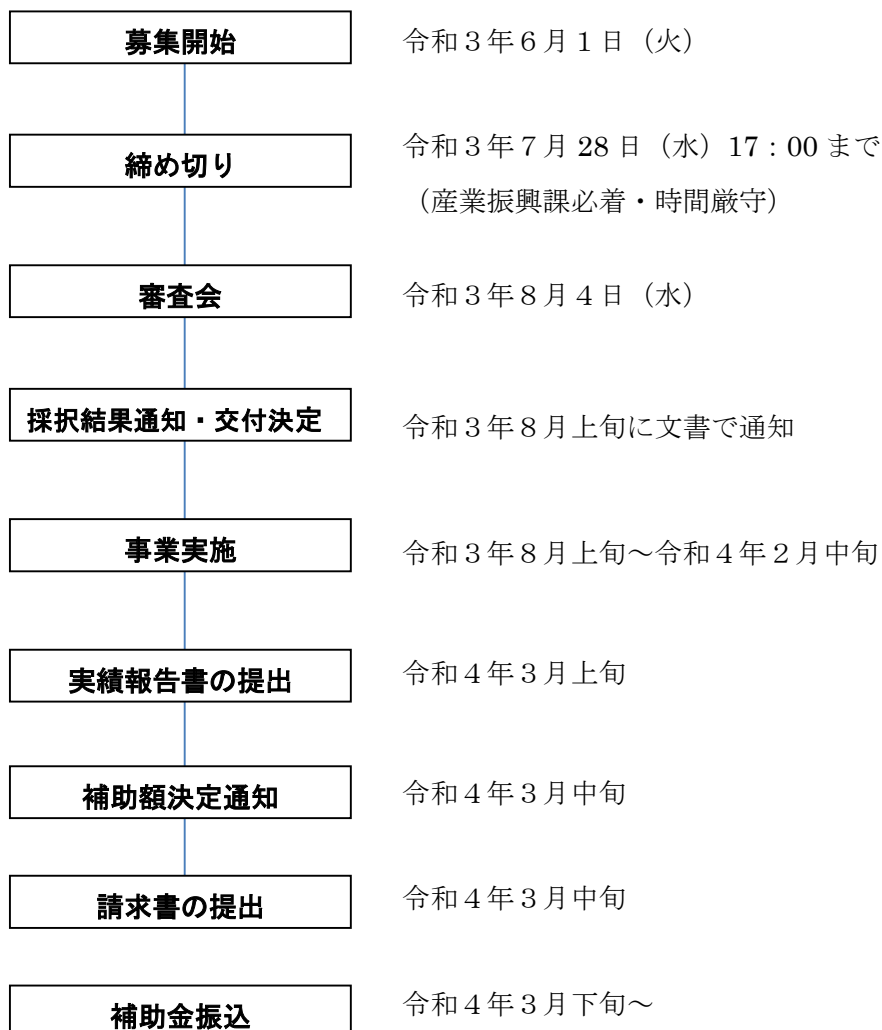 募集開始 令和３年６月１日（火）
締め切り 令和３年７月 28 日（水）17：00 まで
（産業振興課必着・時間厳守）
審査会 令和３年８月４日（水）
採択結果通知・交付決定 令和３年８月上旬に文書で通知
事業実施 令和３年８月上旬～令和４年２月中旬
実績報告書の提出 令和４年３月上旬
補助額決定通知 令和４年３月中旬
請求書の提出 令和４年３月中旬
補助金振込 令和４年３月下旬～